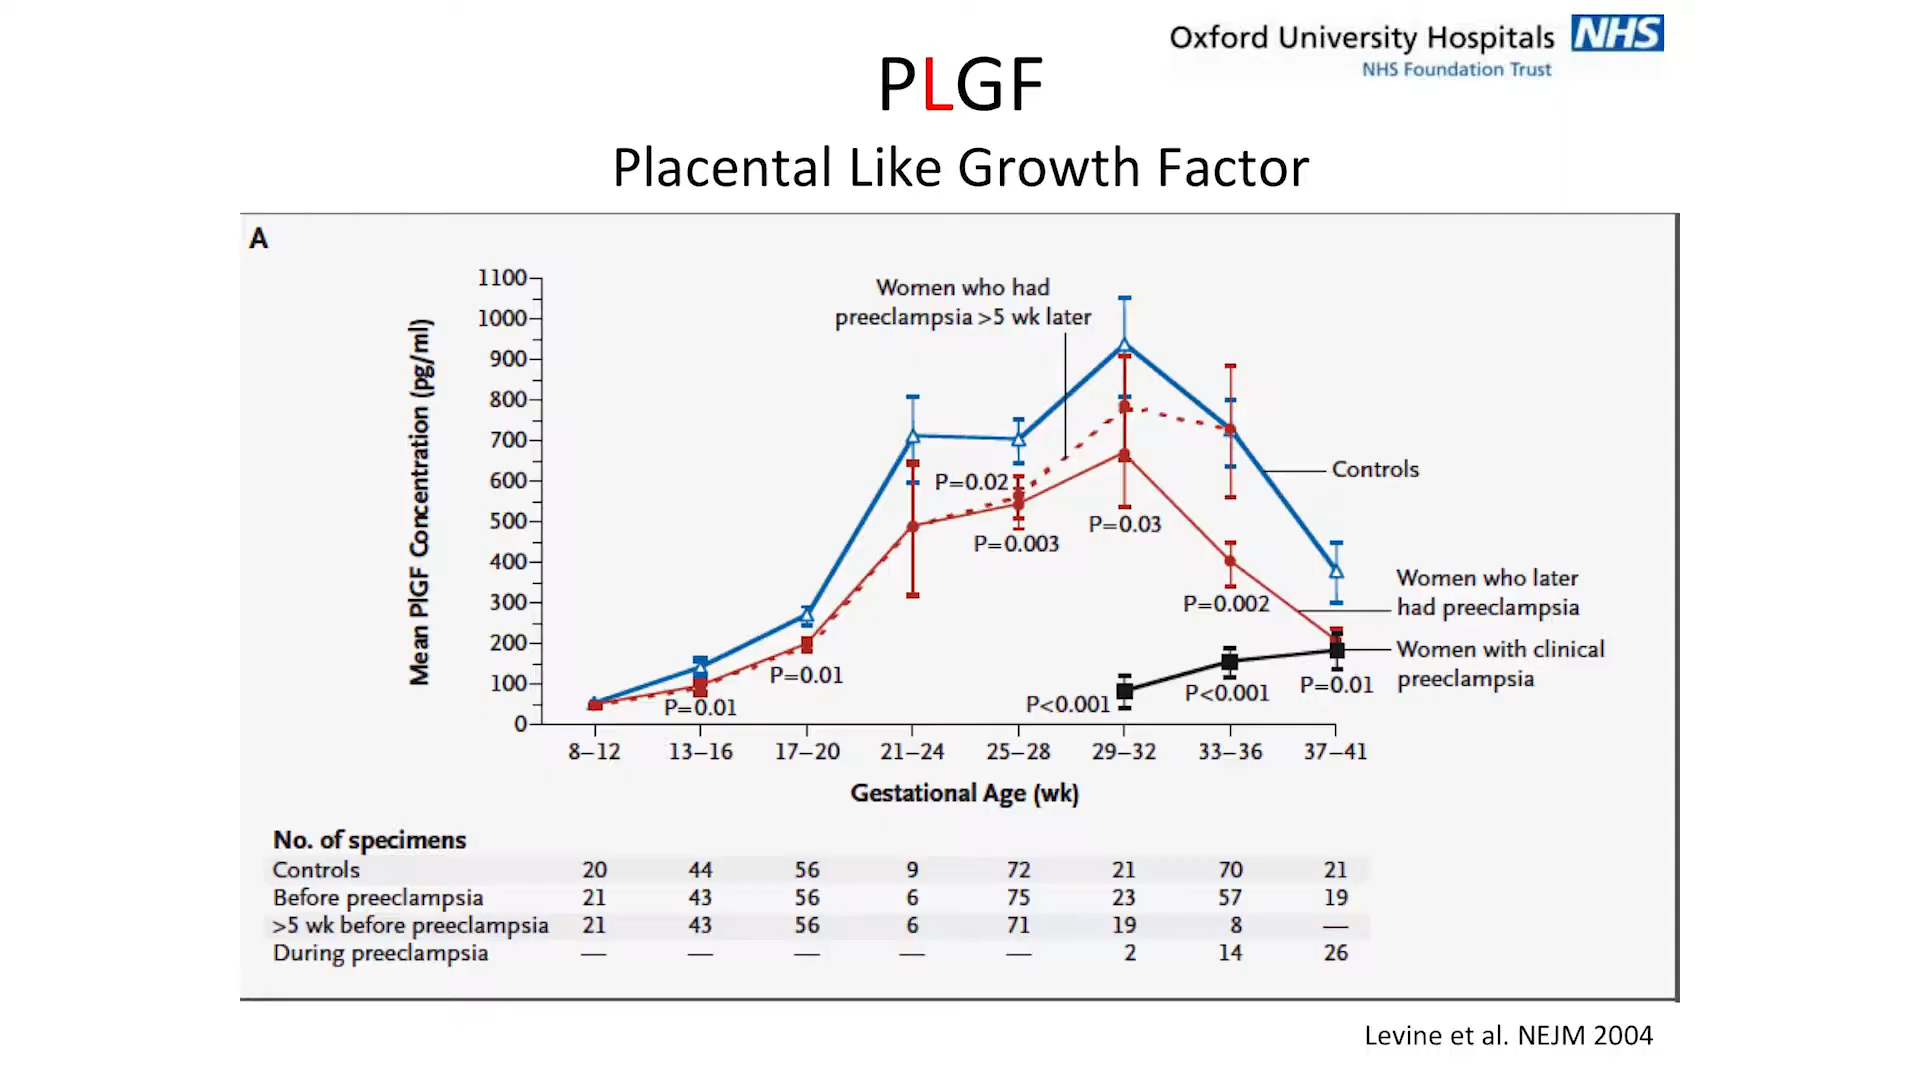 Oxford University Hospitals NHS
NHS Foundation Trust
PLGF
Placental Like Growth Factor
A
Mean PlGF Concentration (pg/ml)
1100
1000
900
800
700
600
500
400
300
200
100
0
Women who had
preeclampsia >5 wk later
Controls
Women who later
had preeclampsia
Women with clinical
preeclampsia
P=0.01
P=0.01
P=0.02
P=0.003
P=0.03
P=0.002
P<0.001
P<0.001
P=0.01
8–12 13–16 17–20 21–24 25–28 29–32 33–36 37–41
Gestational Age (wk)
No. of specimens
Controls 20 44 56 9 72 21 70 21
Before preeclampsia 21 43 56 6 75 23 57 19
>5 wk before preeclampsia 21 43 56 6 71 19 8 —
During preeclampsia — — — — — 2 14 26
Levine et al. NEJM 2004